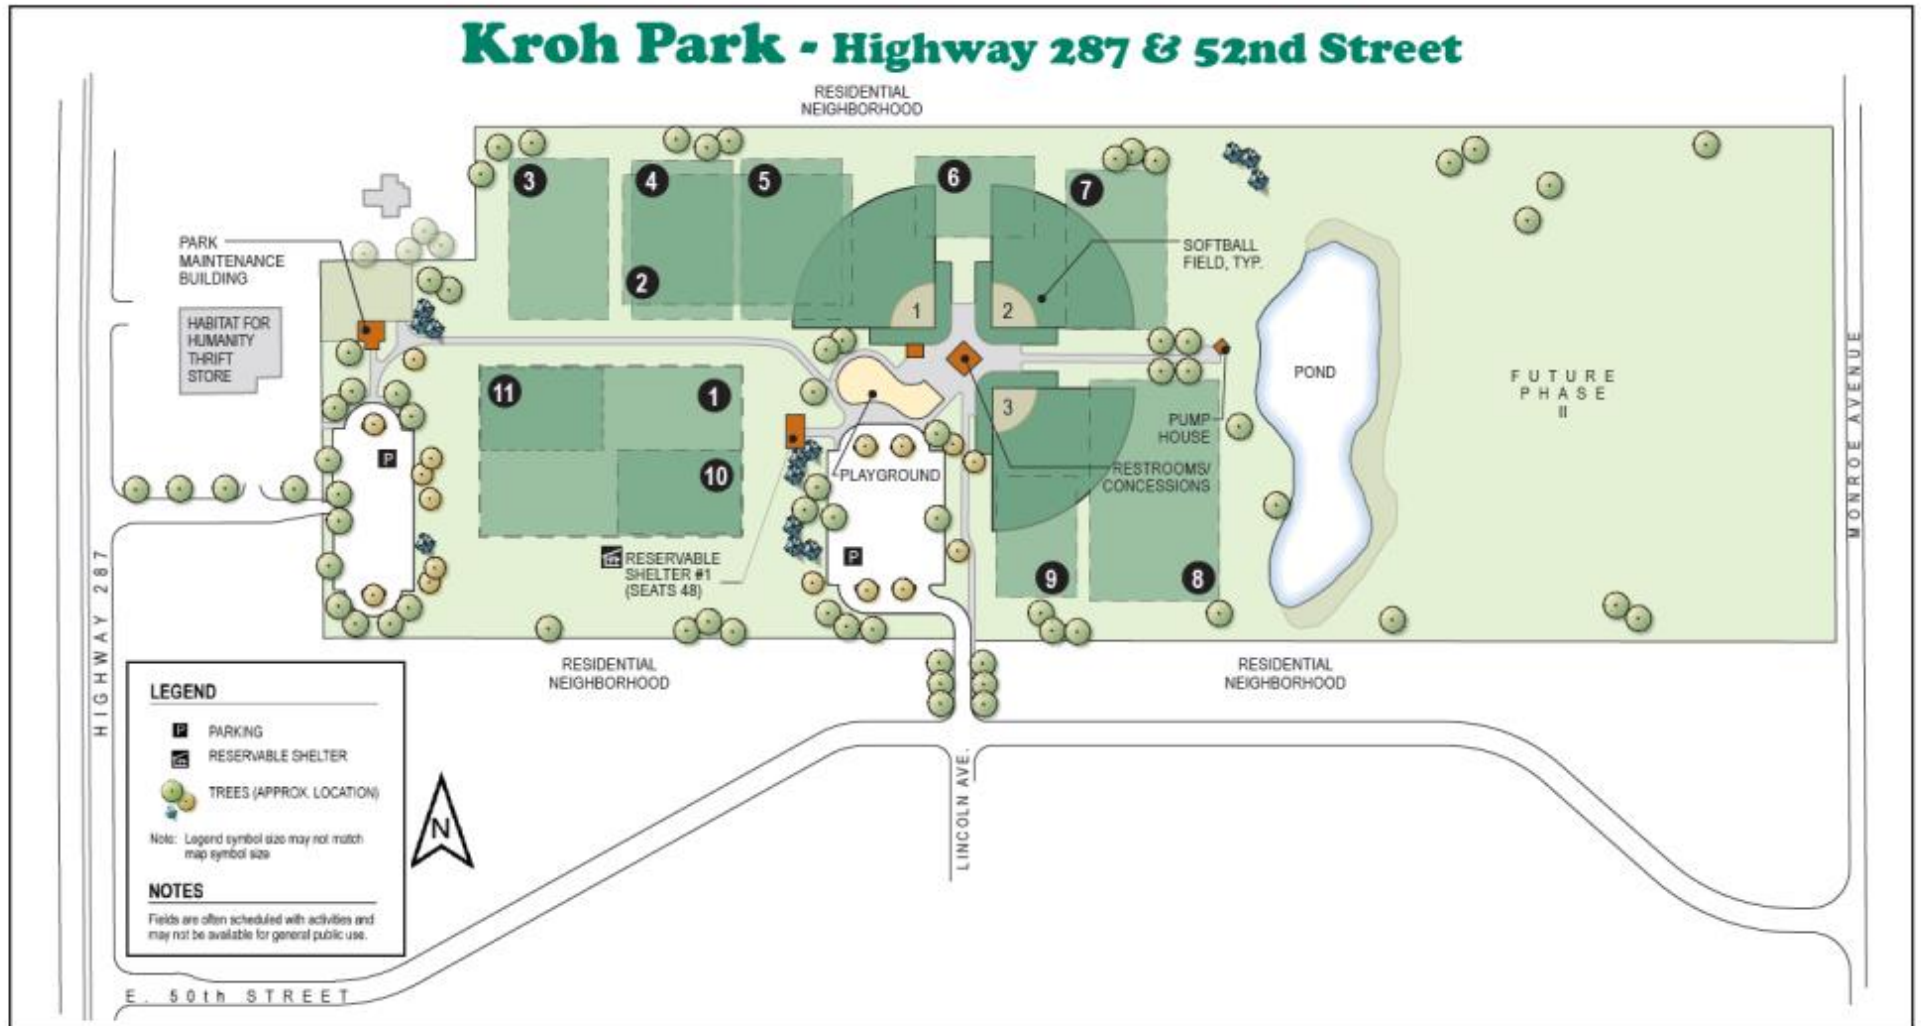 Kroh Park - Highway 287 & 52nd Street
RESIDENTIAL
NEIGHBORHOOD
3
4
5
6
7
2
PARK
MAINTENANCE
BUILDING
SOFTBALL
FIELD, TYP.
1
2
HABITAT FOR
HUMANITY
THRIFT
STORE
POND
FUTURE
PHASE
II
11
1
3
PUMP
HOUSE
P
10
PLAYGROUND
RESTROOMS/
CONCESSIONS
P
RESERVABLE
SHELTER #1
(SEATS 48)
9
8
HIGHWAY 287
MONROE AVENUE
RESIDENTIAL
NEIGHBORHOOD
RESIDENTIAL
NEIGHBORHOOD
LEGEND
P PARKING
RESERVABLE SHELTER
TREES (APPROX. LOCATION)
Note: Legend symbol size may not match
map symbol size
NOTES
Fields are often scheduled with activities and
may not be available for general public use.
N
LINCOLN AVE.
E. 50th STREET